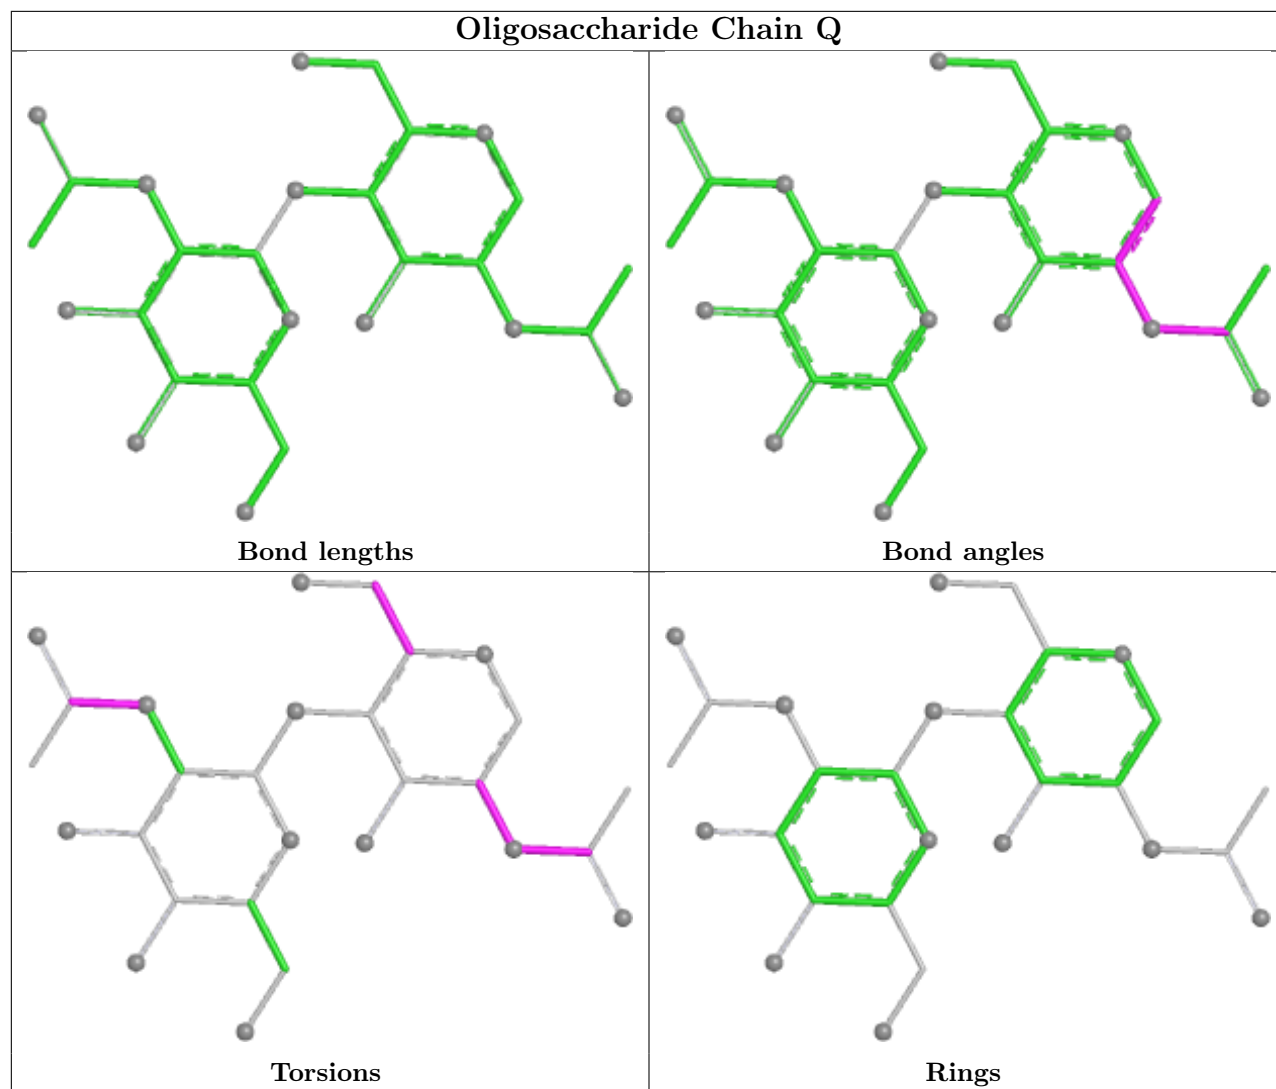 Oligosaccharide Chain Q
Bond lengths
Bond angles
Torsions
Rings